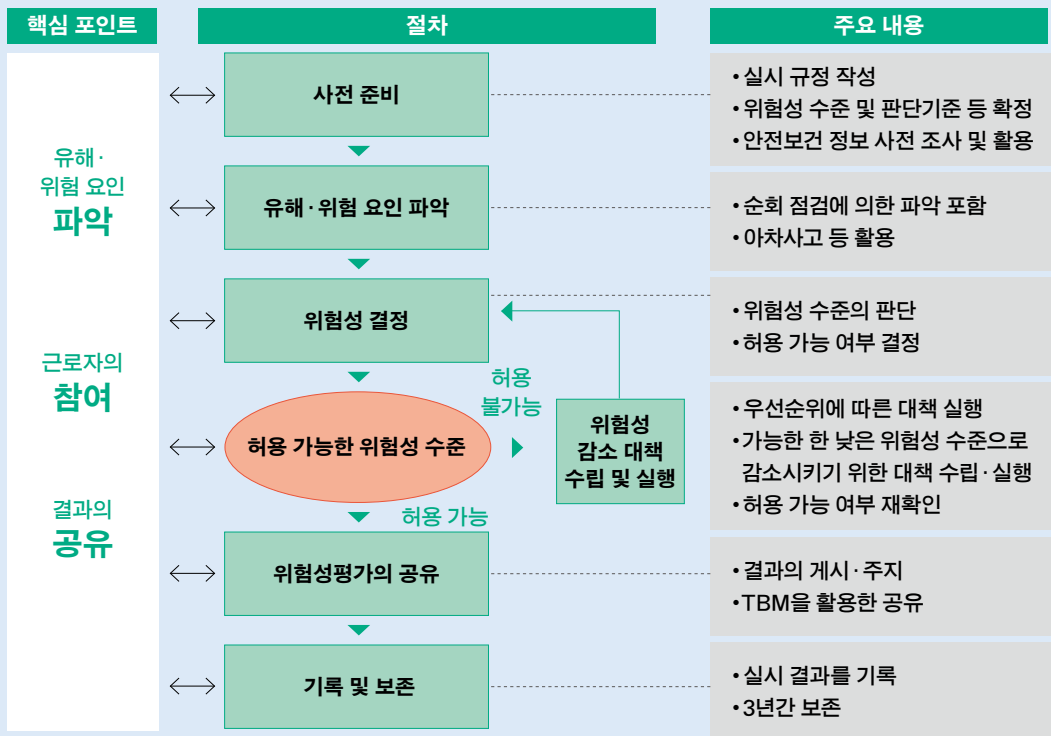 핵심 포인트
절차
주요 내용
유해·
위험 요인
파악
근로자의
참여
결과의
공유
사전 준비
•실시 규정 작성
•위험성 수준 및 판단기준 등 확정
•안전보건 정보 사전 조사 및 활용
유해·위험 요인 파악
•순회 점검에 의한 파악 포함
•아차사고 등 활용
위험성 결정
•위험성 수준의 판단
•허용 가능 여부 결정
허용 가능한 위험성 수준
허용
불가능
위험성
감소 대책
수립 및 실행
•우선순위에 따른 대책 실행
•가능한 한 낮은 위험성 수준으로
감소시키기 위한 대책 수립·실행
•허용 가능 여부 재확인
허용 가능
위험성평가의 공유
•결과의 게시·주지
•TBM을 활용한 공유
기록 및 보존
•실시 결과를 기록
•3년간 보존